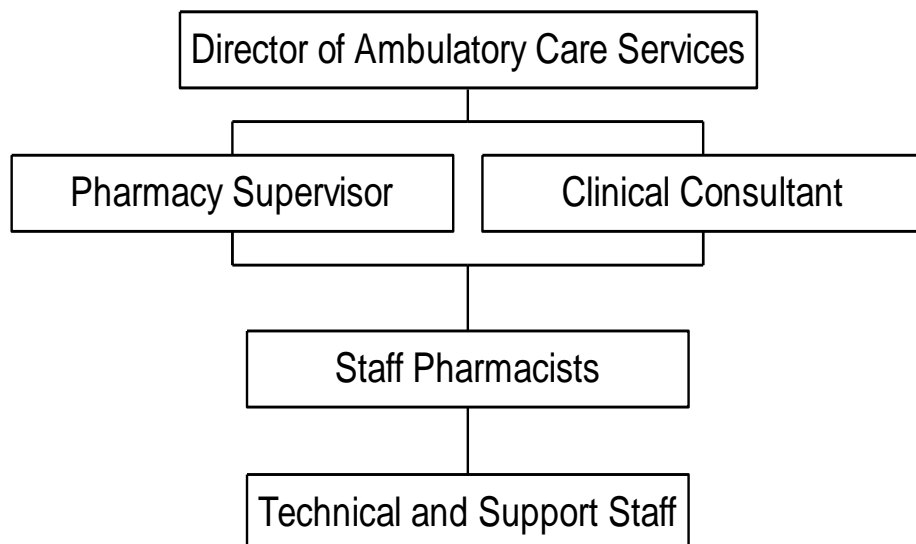 Director of Ambulatory Care Services
Pharmacy Supervisor
Clinical Consultant
Staff Pharmacists
Technical and Support Staff